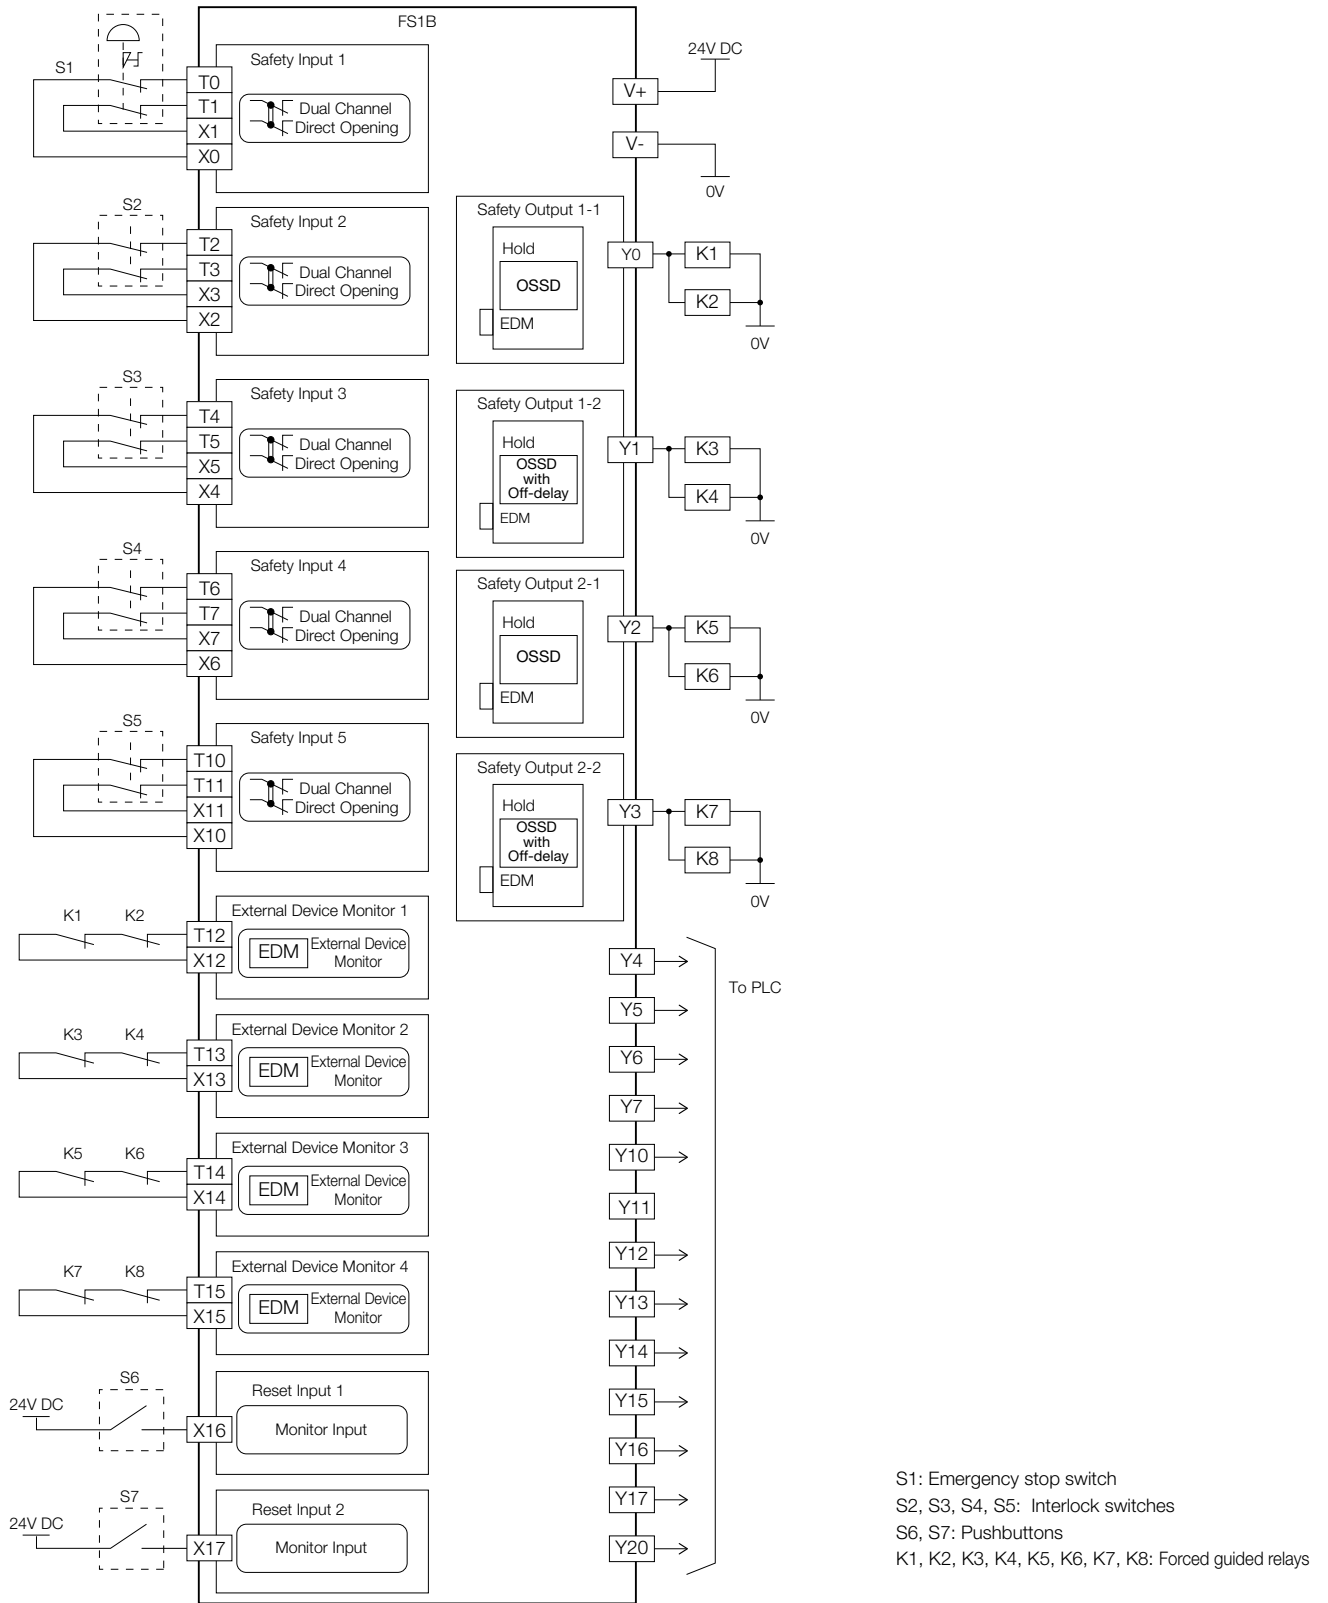 FS1B
S1
T0
T1
X1
X0
Safety Input 1
Dual Channel
Direct Opening
S2
T2
T3
X3
X2
Safety Input 2
Dual Channel
Direct Opening
S3
T4
T5
X5
X4
Safety Input 3
Dual Channel
Direct Opening
S4
T6
T7
X7
X6
Safety Input 4
Dual Channel
Direct Opening
S5
T10
T11
X11
X10
Safety Input 5
Dual Channel
Direct Opening
K1 K2
T12
X12
External Device Monitor 1
EDM
External Device
Monitor
K3 K4
T13
X13
External Device Monitor 2
EDM
External Device
Monitor
K5 K6
T14
X14
External Device Monitor 3
EDM
External Device
Monitor
K7 K8
T15
X15
External Device Monitor 4
EDM
External Device
Monitor
S6
24V DC
X16
Reset Input 1
Monitor Input
S7
24V DC
X17
Reset Input 2
Monitor Input
24V DC
V+
V-
0V
Safety Output 1-1
Hold
OSSD
EDM
Y0
K1
K2
0V
Safety Output 1-2
Hold
OSSD
with
Off-delay
EDM
Y1
K3
K4
0V
Safety Output 2-1
Hold
OSSD
EDM
Y2
K5
K6
0V
Safety Output 2-2
Hold
OSSD
with
Off-delay
EDM
Y3
K7
K8
0V
Y4
To PLC
Y5
Y6
Y7
Y10
Y11
Y12
Y13
Y14
Y15
Y16
Y17
Y20
S1: Emergency stop switch
S2, S3, S4, S5: Interlock switches
S6, S7: Pushbuttons
K1, K2, K3, K4, K5, K6, K7, K8: Forced guided relays